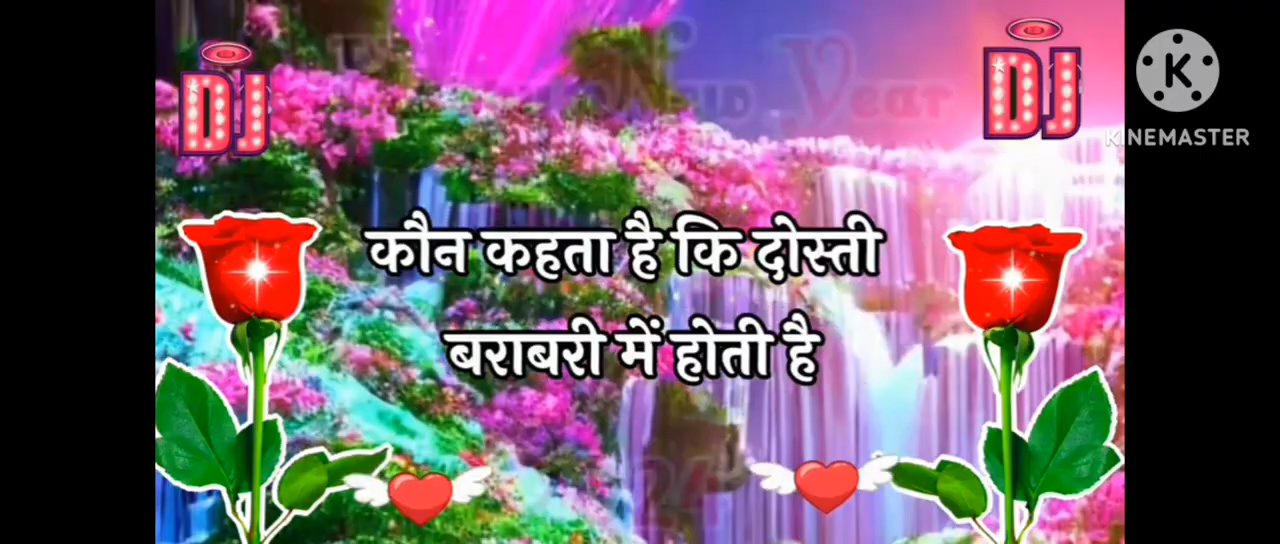 DJ
DJ
K
KINEMASTER
कौन कहता है कि दोस्ती
बराबरी में होती है